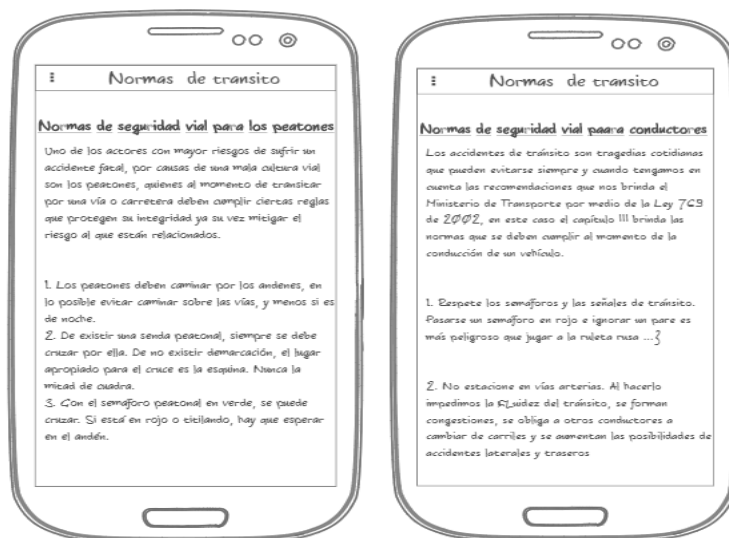 Normas de transito
Normas de seguridad vial para los peatones
Uno de los actores con mayor riesgos de sufrir un
accidente fatal, por causas de una mala cultura vial
son los peatones, quienes al momento de transitar
por una vía o carretera deben cumplir ciertas reglas
que protegen su integridad ya su vez mitigar el
riesgo al que están relacionados.
1. Los peatones deben caminar por los andenes, en
lo posible evitar caminar sobre las vías, y menos si es
de noche.
2. De existir una senda peatonal, siempre se debe
cruzar por ella. De no existir demarcación, el lugar
apropiado para el cruce es la esquina. Nunca la
mitad de cuadra.
3. Con el semáforo peatonal en verde, se puede
cruzar. Si está en rojo o titilando, hay que esperar
en el andén.
Normas de transito
Normas de seguridad vial paara conductores
Los accidentes de tránsito son tragedias cotidianas
que pueden evitarse siempre y cuando tengamos en
cuenta las recomendaciones que nos brinda el
Ministerio de Transporte por medio de la Ley 769
de 2002, en este caso el capítulo III brinda las
normas que se deben cumplir al momento de la
conducción de un vehículo.
1. Respete los semáforos y las señales de tránsito.
Pasarse un semáforo en rojo e ignorar un pare es
más peligroso que jugar a la ruleta rusa ...}
2. No estacione en vías arterias. Al hacerlo
impedimos la fluidez del tránsito, se forman
congestiones, se obliga a otros conductores a
cambiar de carriles y se aumentan las posibilidades de
accidentes laterales y traseros